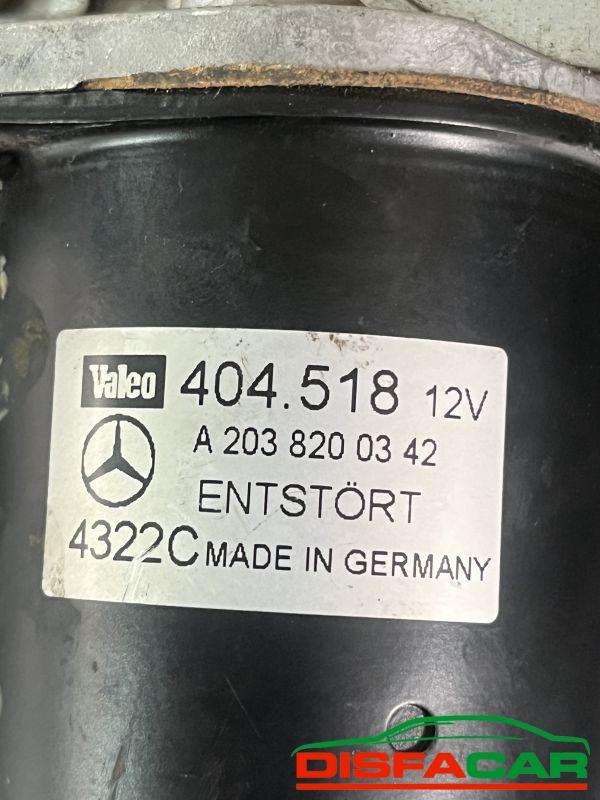 Valeo 404.518 12V
A 203 820 03 42
ENTSTÖRT
4322C MADE IN GERMANY
DISFACAR